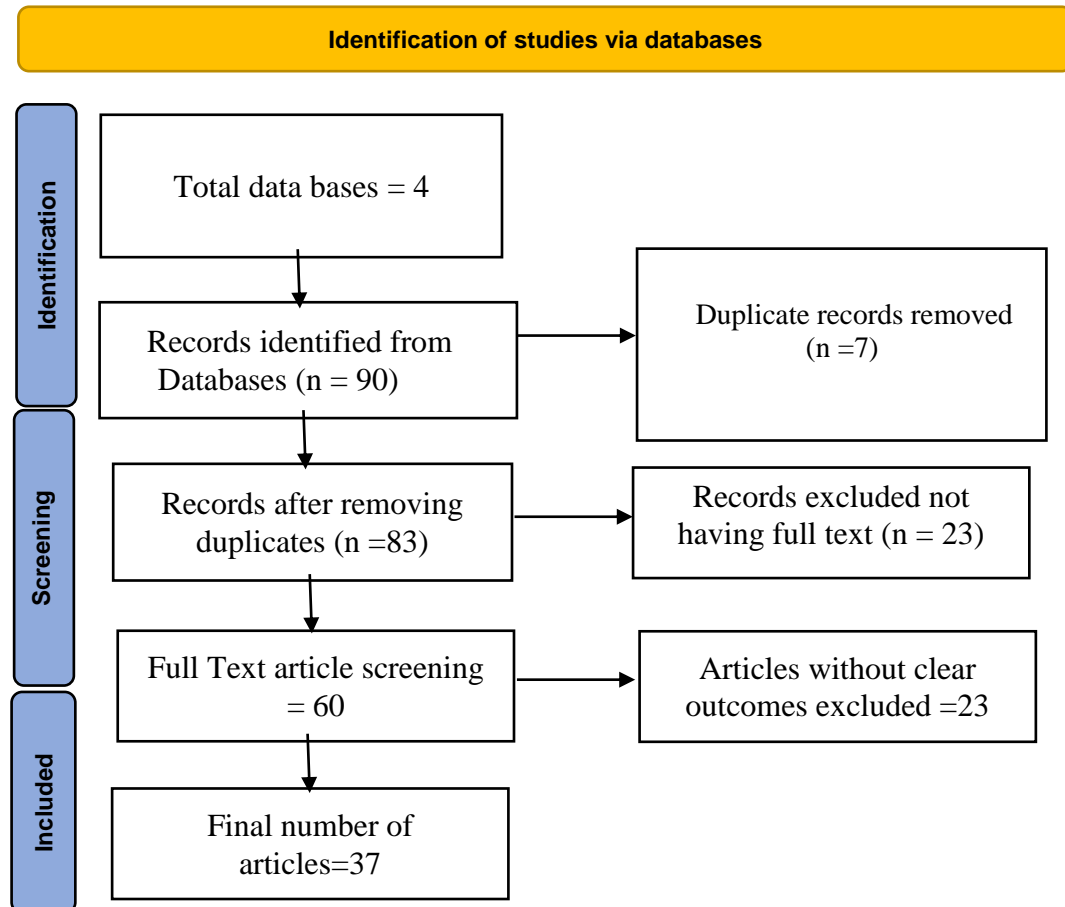 Identification of studies via databases
Identification
Total data bases = 4
Records identified from
Databases (n = 90)
Duplicate records removed
(n =7)
Screening
Records after removing
duplicates (n =83)
Records excluded not
having full text (n = 23)
Full Text article screening
= 60
Articles without clear
outcomes excluded =23
Included
Final number of
articles=37